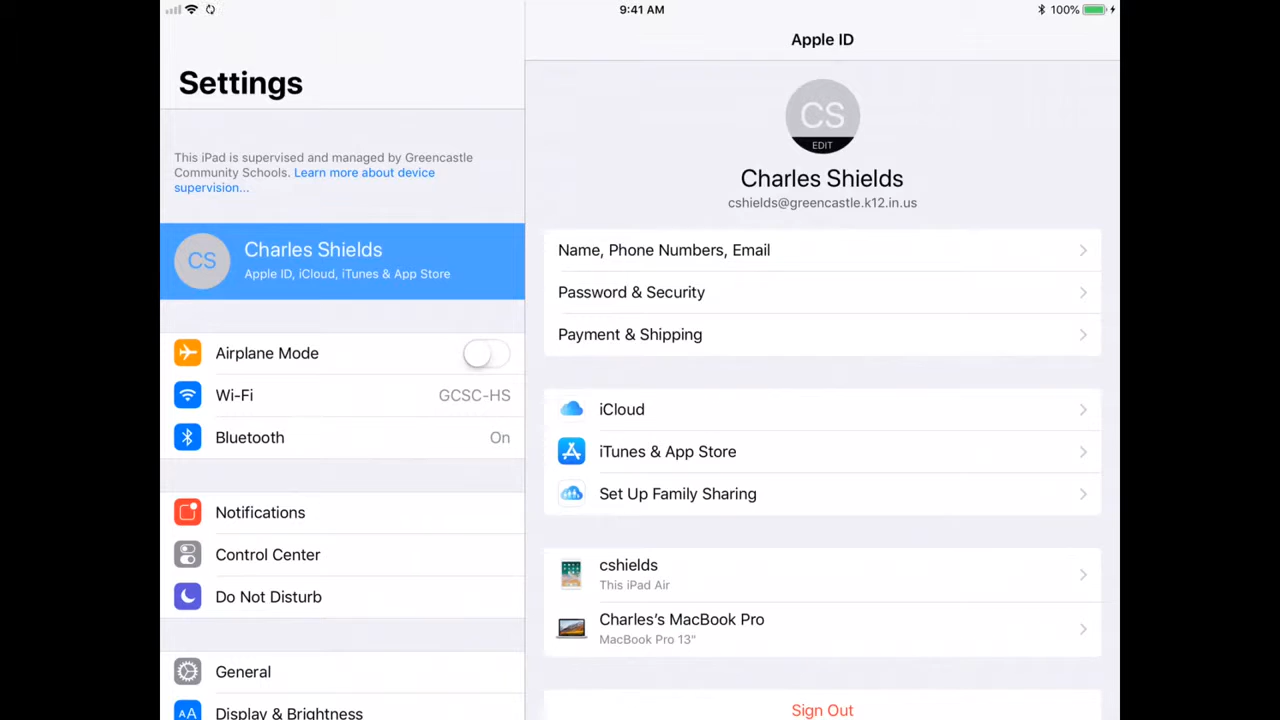 9:41 AM
100%
Settings
This iPad is supervised and managed by Greencastle
Community Schools. Learn more about device
supervision...
CS
Charles Shields
Apple ID, iCloud, iTunes & App Store
Airplane Mode
Wi-Fi GCSC-HS
Bluetooth On
Notifications
Control Center
Do Not Disturb
General
AA Display & Brightness
Apple ID
CS
EDIT
Charles Shields
cshields@greencastle.k12.in.us
Name, Phone Numbers, Email
Password & Security
Payment & Shipping
iCloud
iTunes & App Store
Set Up Family Sharing
cshields
This iPad Air
Charles's MacBook Pro
MacBook Pro 13"
Sign Out